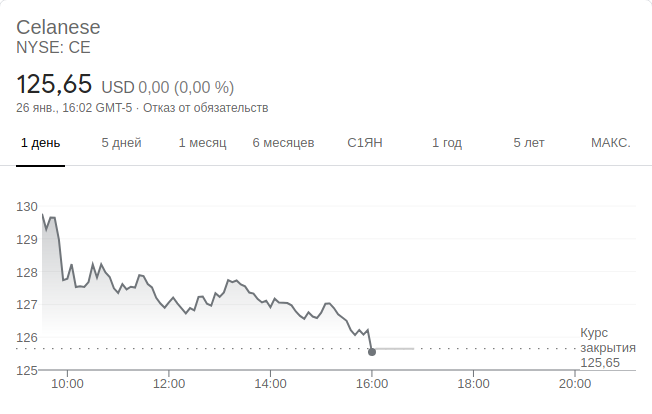 Celanese
NYSE: CE
125,65 USD 0,00 (0,00 %)
26 янв., 16:02 GMT-5 · Отказ от обязательств
1 день 5 дней 1 месяц 6 месяцев С1ЯН 1 год 5 лет МАКС.
130
129
128
127
126
125
Курс
закрытия
125,65
10:00 12:00 14:00 16:00 18:00 20:00